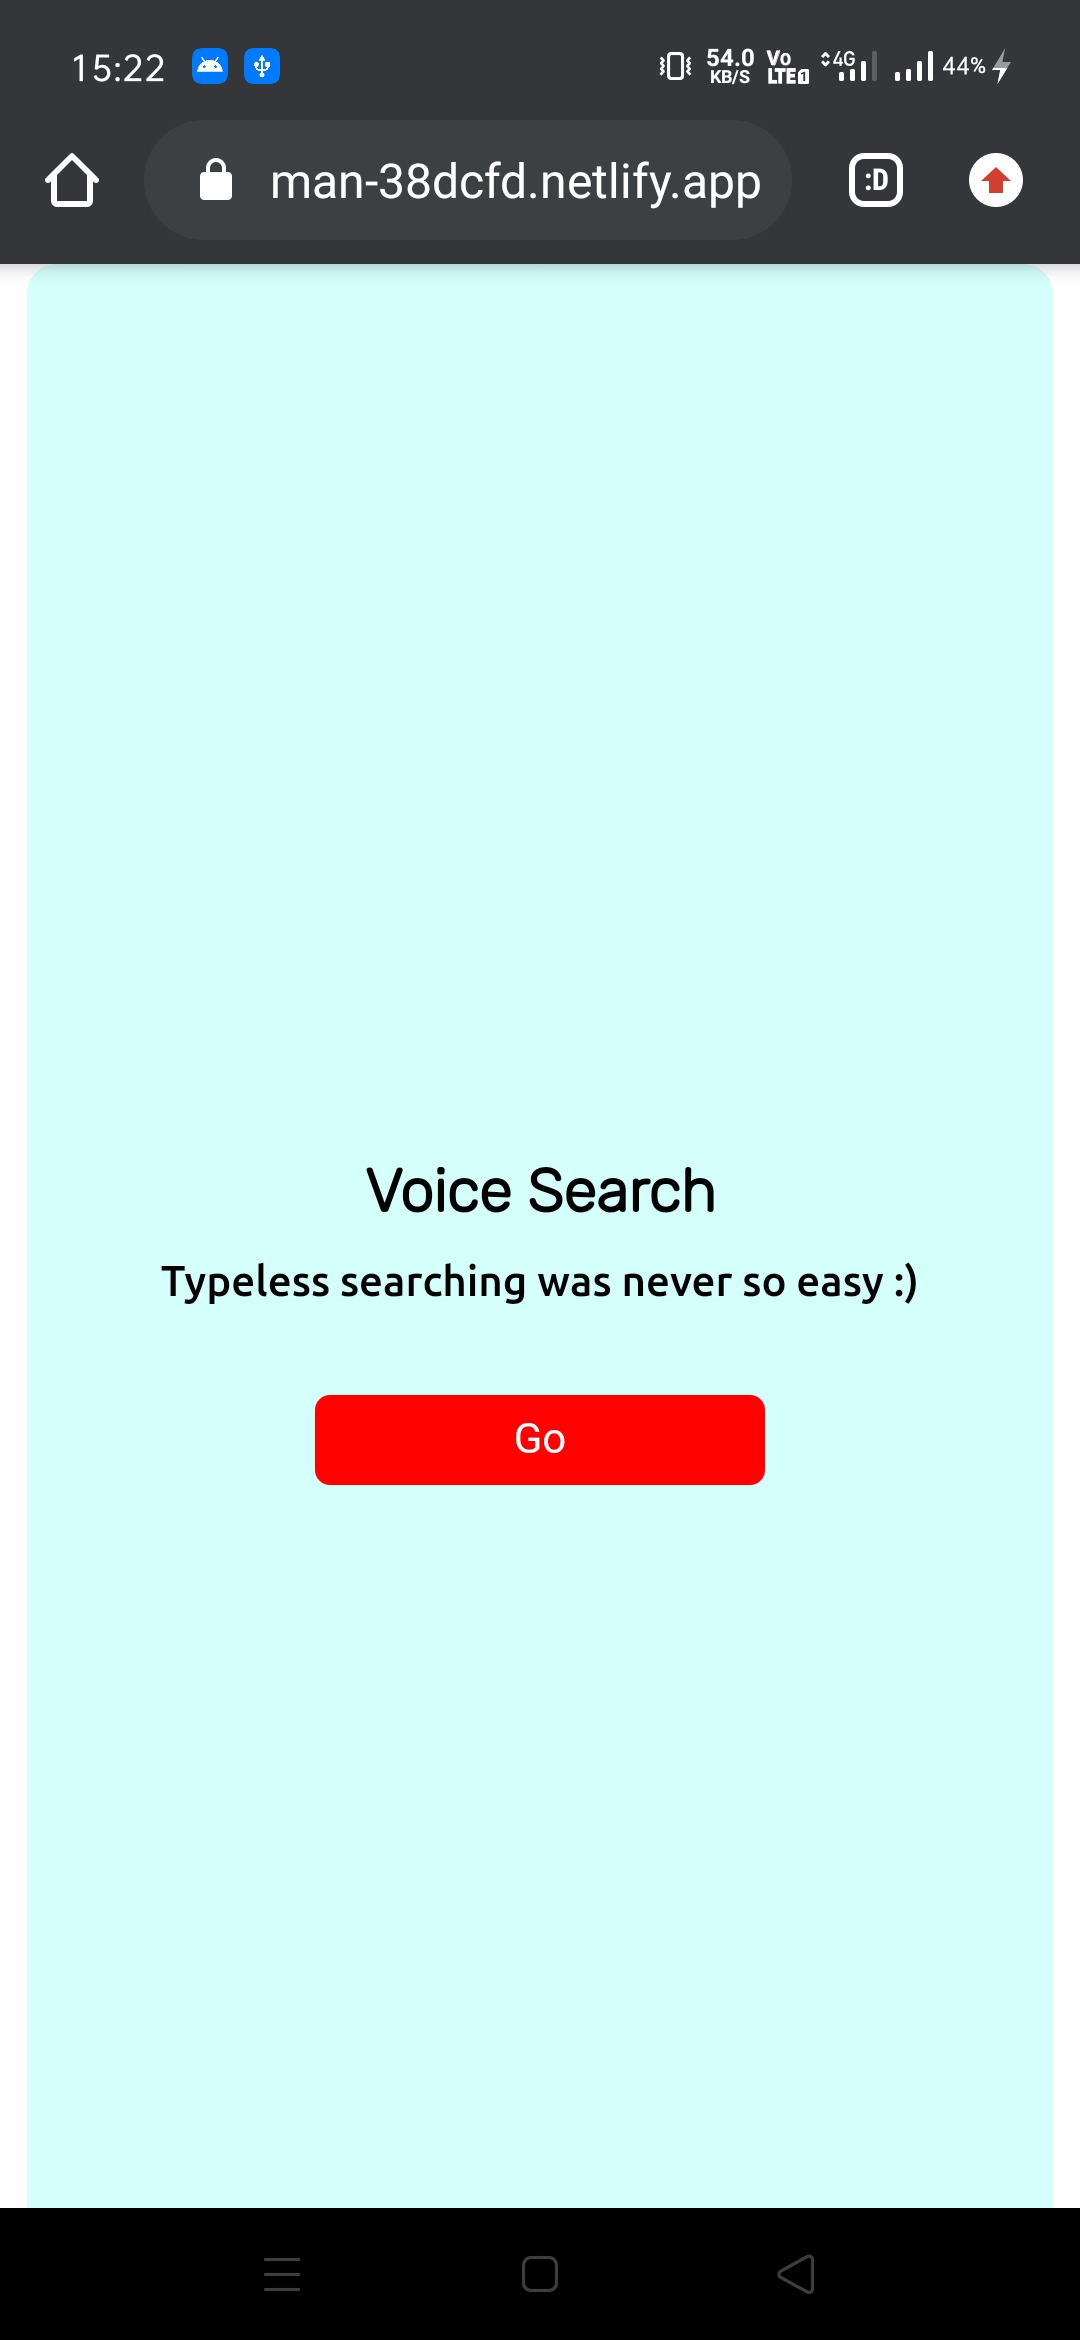 15:22 54.0 KB/S Vo LTE1 4G 44%
man-38dcfd.netlify.app :D
Voice Search
Typeless searching was never so easy :)
Go